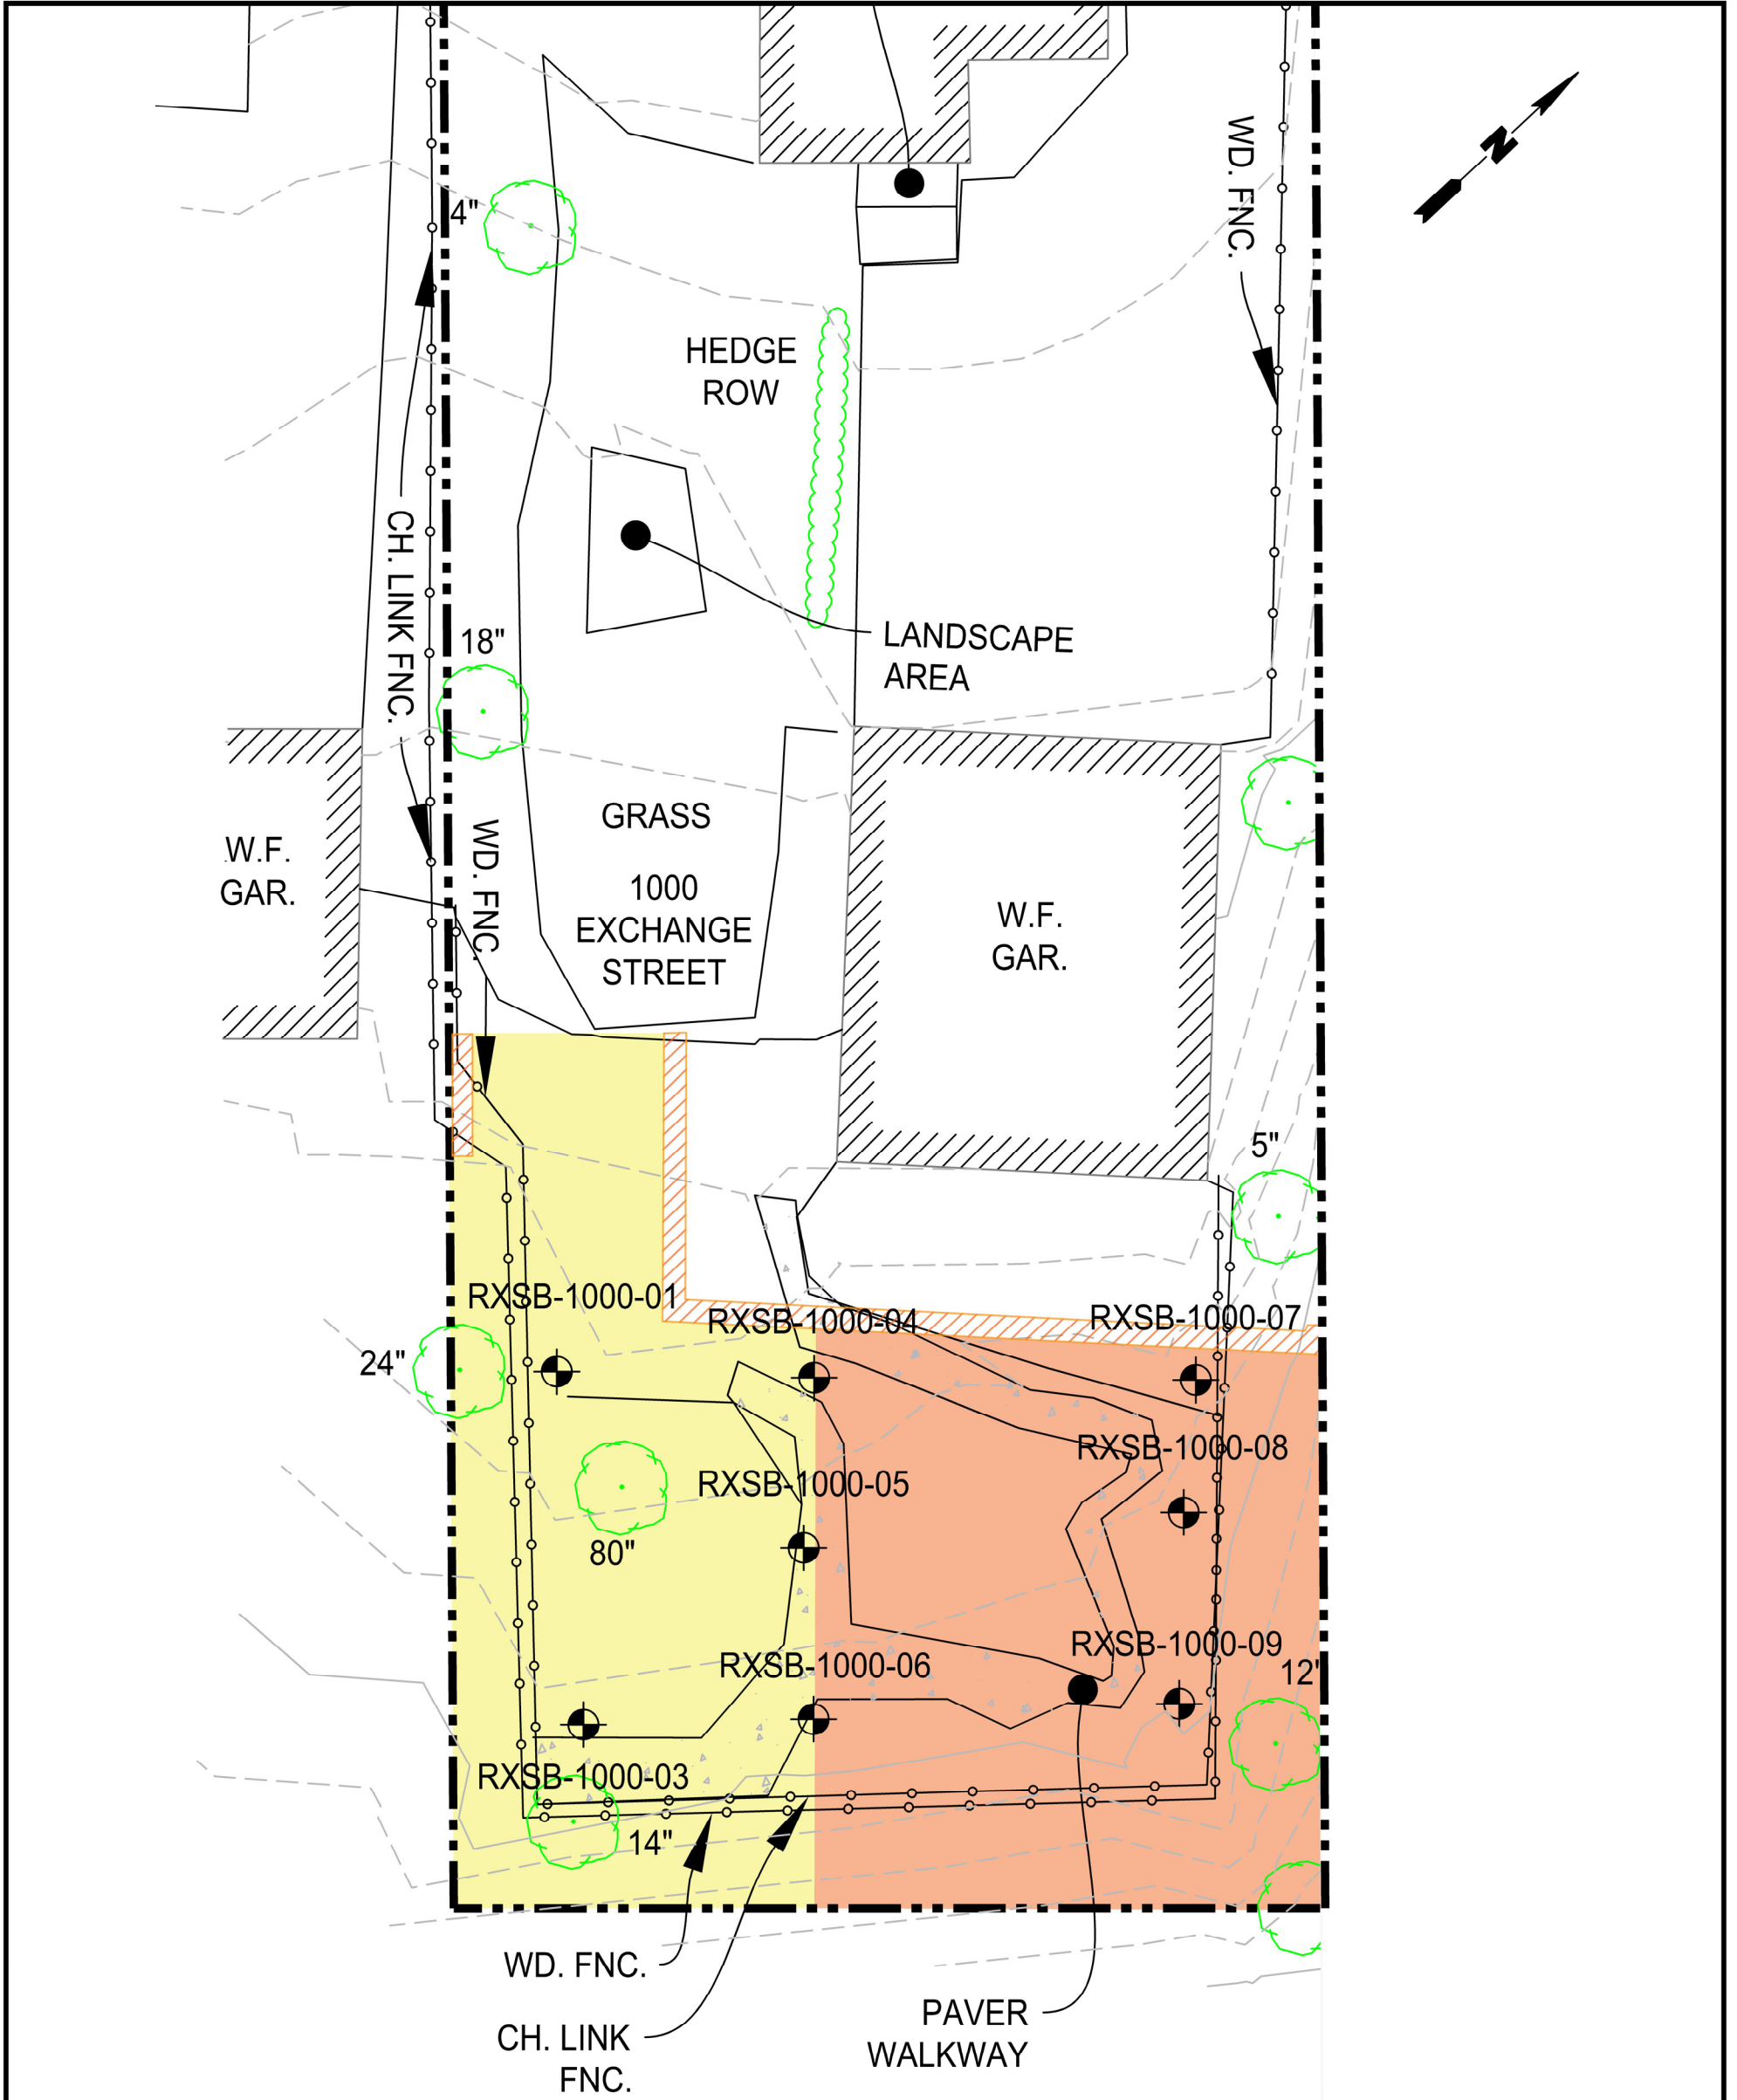 N
WD. FNC.
4"
HEDGE
ROW
CH. LINK FNC.
18"
LANDSCAPE
AREA
WD. FNC.
GRASS
1000
EXCHANGE
STREET
W.F.
GAR.
W.F.
GAR.
5"
RXSB-1000-01
RXSB-1000-04
RXSB-1000-07
24"
RXSB-1000-08
RXSB-1000-05
80"
RXSB-1000-09
RXSB-1000-06
12'
RXSB-1000-03
14"
WD. FNC.
PAVER
WALKWAY
CH. LINK
FNC.